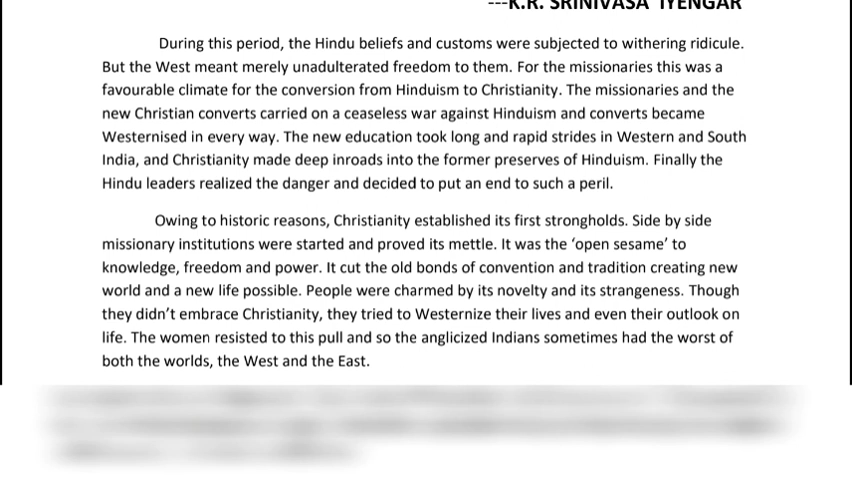 ---K.R. SRINIVASA IYENGAR
During this period, the Hindu beliefs and customs were subjected to withering ridicule.
But the West meant merely unadulterated freedom to them. For the missionaries this was a
favourable climate for the conversion from Hinduism to Christianity. The missionaries and the
new Christian converts carried on a ceaseless war against Hinduism and converts became
Westernised in every way. The new education took long and rapid strides in Western and South
India, and Christianity made deep inroads into the former preserves of Hinduism. Finally the
Hindu leaders realized the danger and decided to put an end to such a peril.
Owing to historic reasons, Christianity established its first strongholds. Side by side
missionary institutions were started and proved its mettle. It was the ‘open sesame’ to
knowledge, freedom and power. It cut the old bonds of convention and tradition creating new
world and a new life possible. People were charmed by its novelty and its strangeness. Though
they didn’t embrace Christianity, they tried to Westernize their lives and even their outlook on
life. The women resisted to this pull and so the anglicized Indians sometimes had the worst of
both the worlds, the West and the East.